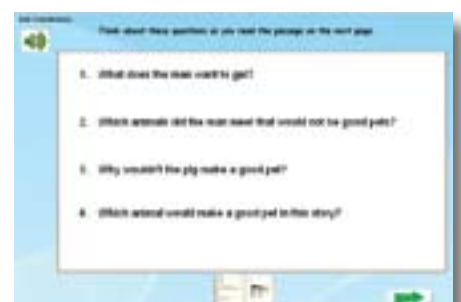 Think about these questions as you read the passage on the next page
1. What does the man want to get?
2. Which animals did the man meet that would not be good pets?
3. Why wouldn't the pig make a good pet?
4. Which animal would make a good pet in this story?